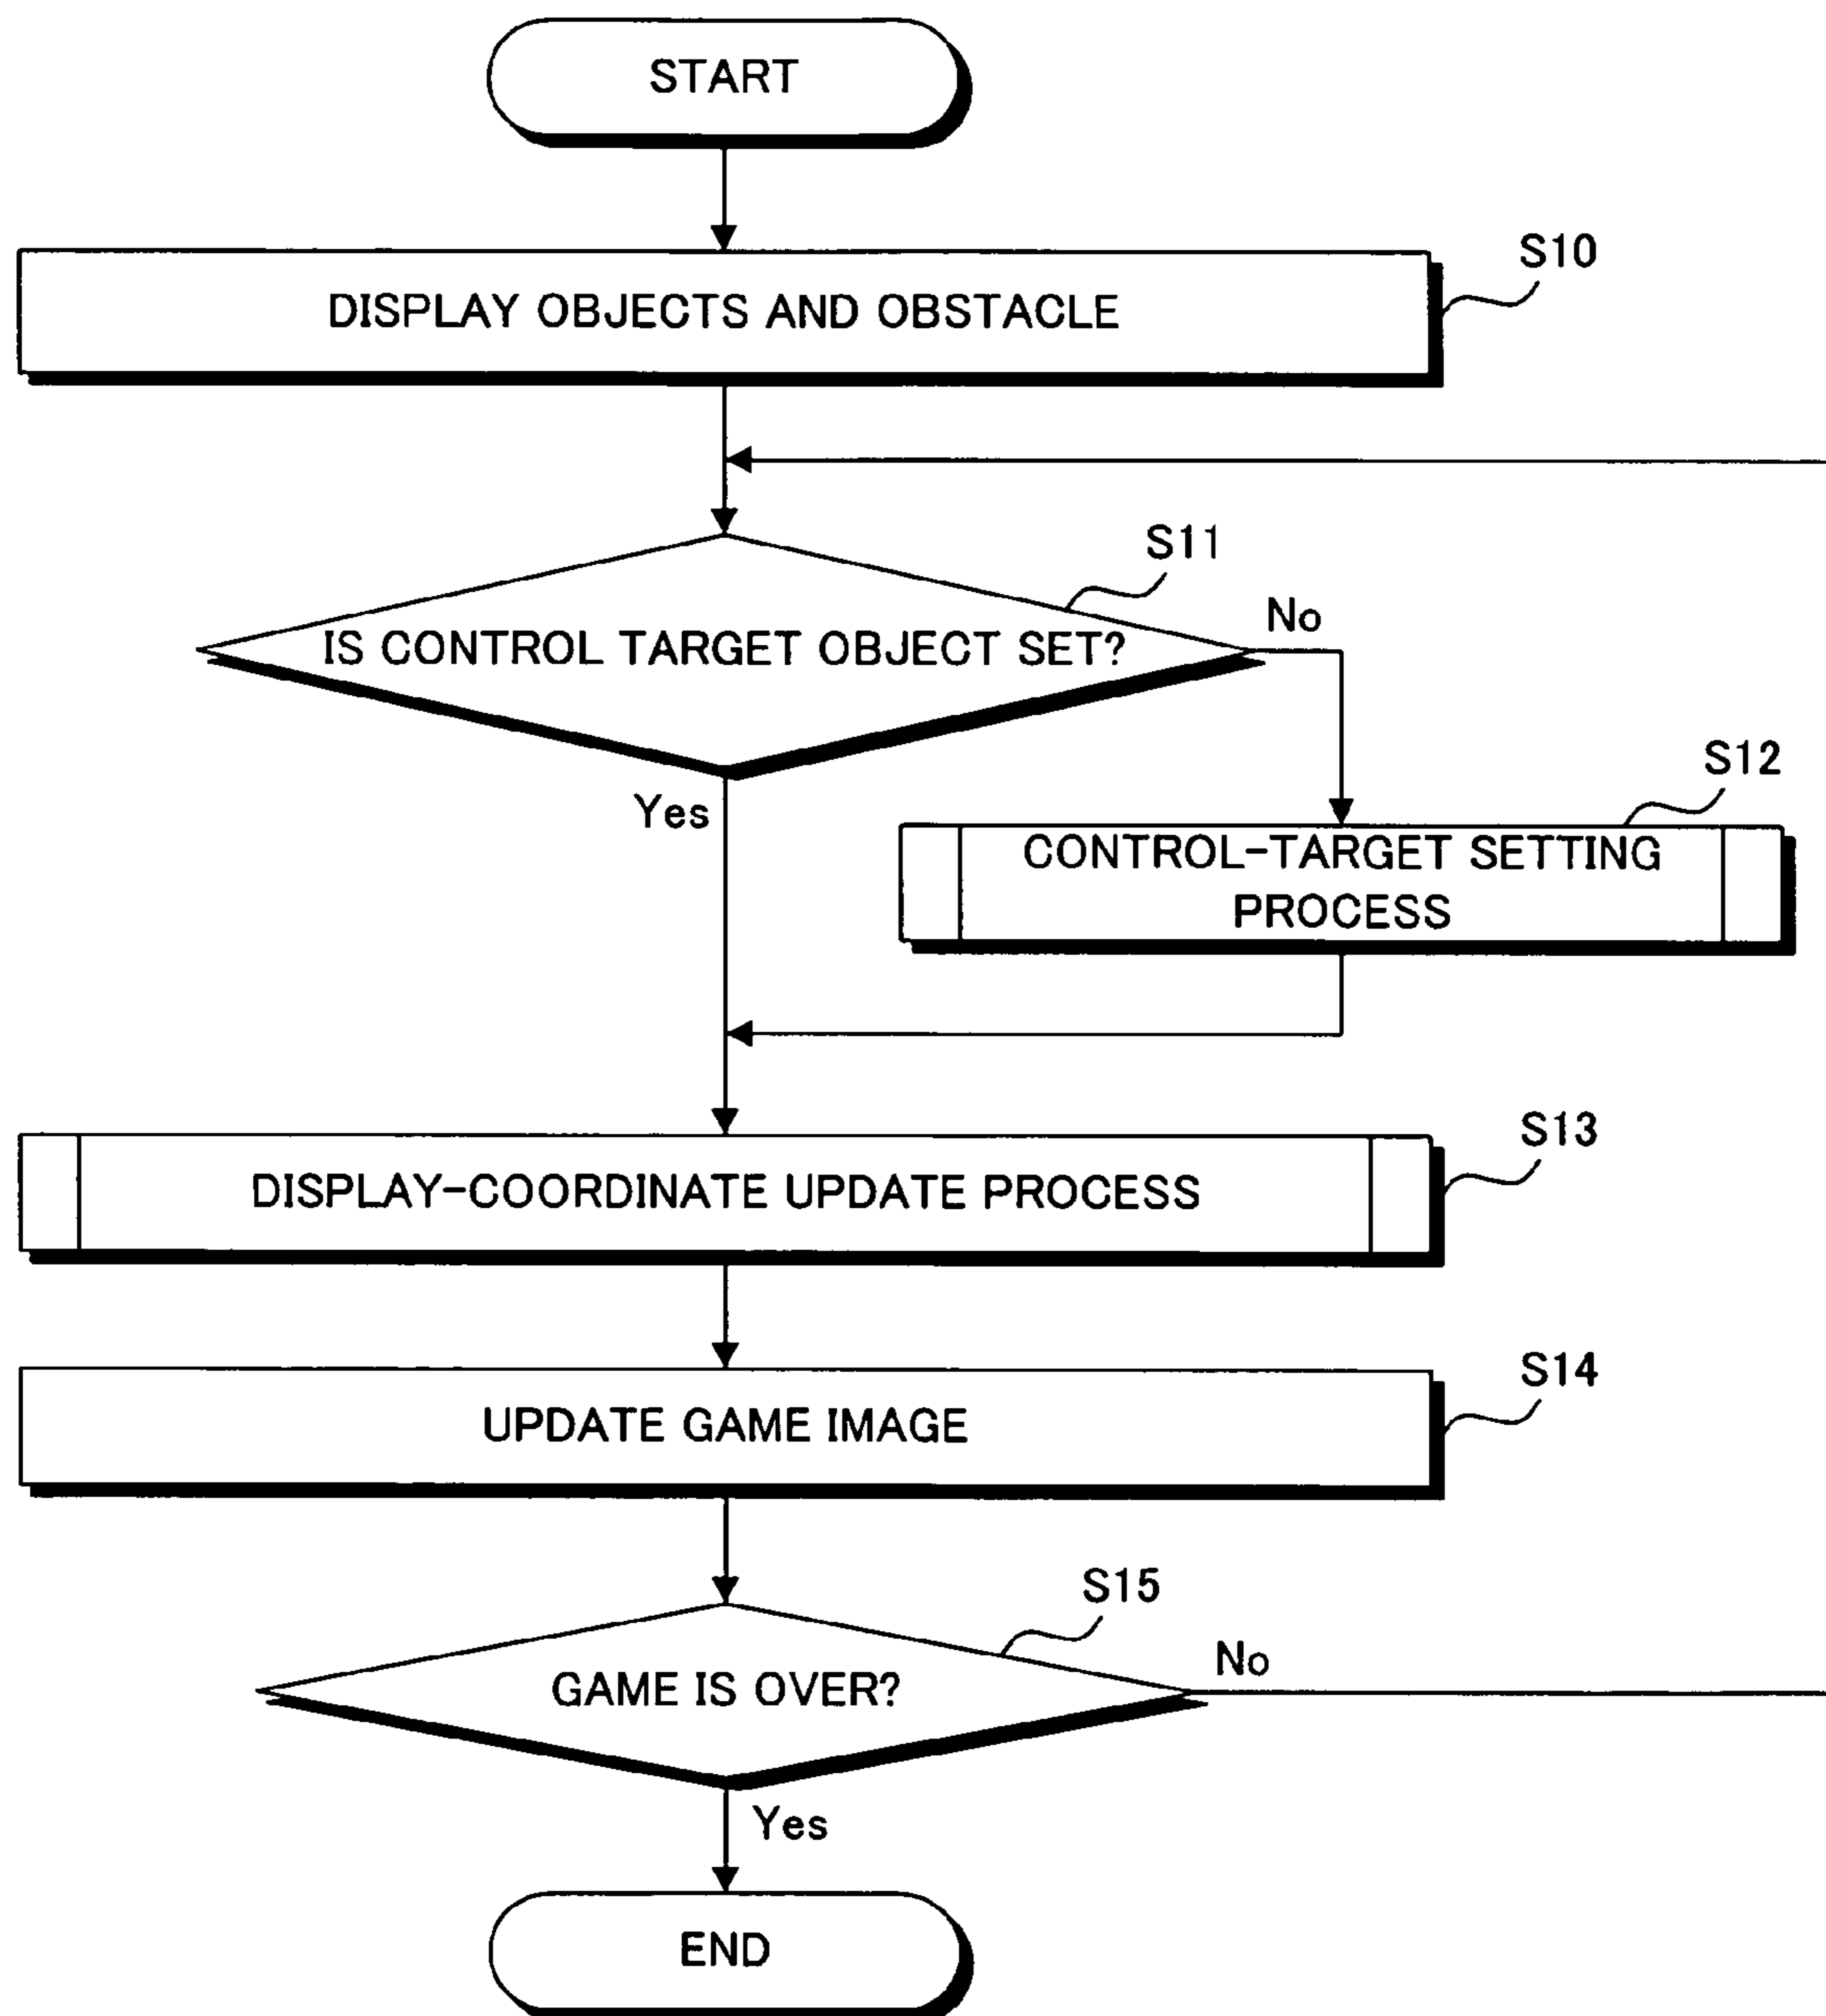 START
S10
DISPLAY OBJECTS AND OBSTACLE
S11
No
IS CONTROL TARGET OBJECT SET?
S12
Yes
CONTROL-TARGET SETTING
PROCESS
S13
DISPLAY-COORDINATE UPDATE PROCESS
S14
UPDATE GAME IMAGE
S15
No
GAME IS OVER?
Yes
END